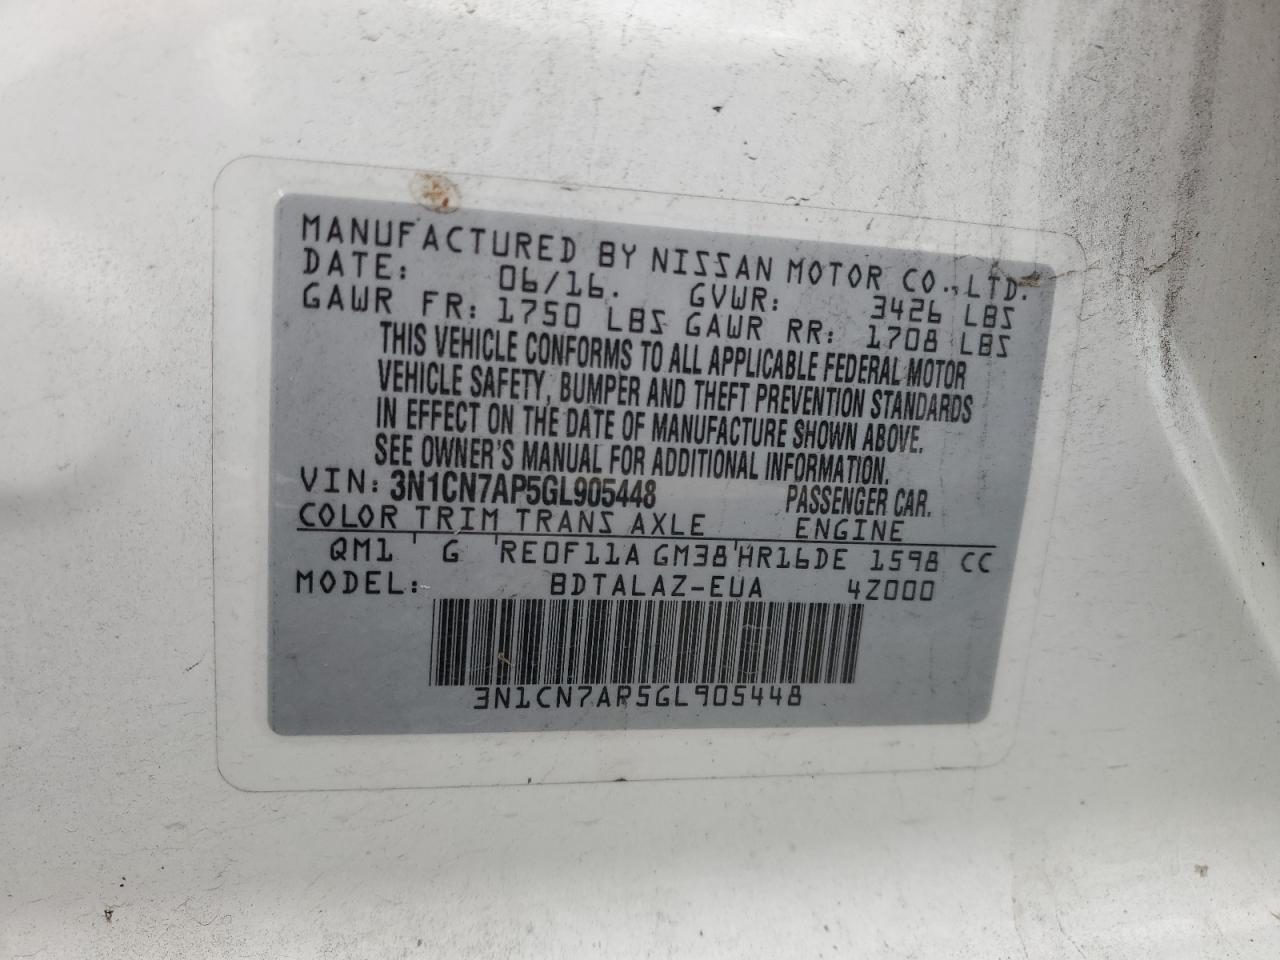 MANUFACTURED BY NISSAN MOTOR CO., LTD.
DATE: 06/16. GVWR: 3426 LBS
GAWR FR: 1750 LBS GAWR RR: 1708 LBS
THIS VEHICLE CONFORMS TO ALL APPLICABLE FEDERAL MOTOR
VEHICLE SAFETY, BUMPER AND THEFT PREVENTION STANDARDS
IN EFFECT ON THE DATE OF MANUFACTURE SHOWN ABOVE.
SEE OWNER'S MANUAL FOR ADDITIONAL INFORMATION.
VIN: 3N1CN7AP5GL905448 PASSENGER CAR.
COLOR TRIM TRANS AXLE ENGINE
QM1 G RE0F11A GM38 HR16DE 1598 CC
MODEL: BDTALAZ-EUA 4Z000
3N1CN7AP5GL905448